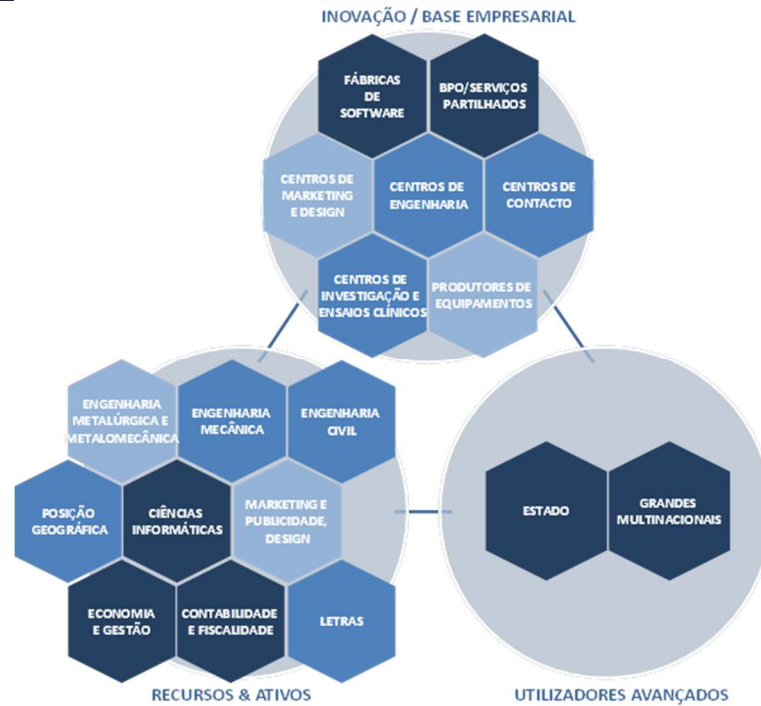 INOVAÇÃO / BASE EMPRESARIAL
FÁBRICAS
DE
SOFTWARE
BPO/SERVIÇOS
PARTILHADOS
CENTROS DE
MARKETING
E DESIGN
CENTROS DE
ENGENHARIA
CENTROS DE
CONTACTO
CENTROS DE
INVESTIGAÇÃO E
ENSAIOS CLÍNICOS
PRODUTORES DE
EQUIPAMENTOS
ENGENHARIA
METALÚRGICA E
METALOMECÂNICA
ENGENHARIA
MECÂNICA
ENGENHARIA
CIVIL
POSIÇÃO
GEOGRÁFICA
CIÊNCIAS
INFORMÁTICAS
MARKETING E
PUBLICIDADE,
DESIGN
ECONOMIA
E GESTÃO
CONTABILIDADE
E FISCALIDADE
LETRAS
RECURSOS & ATIVOS
ESTADO
GRANDES
MULTINACIONAIS
UTILIZADORES AVANÇADOS